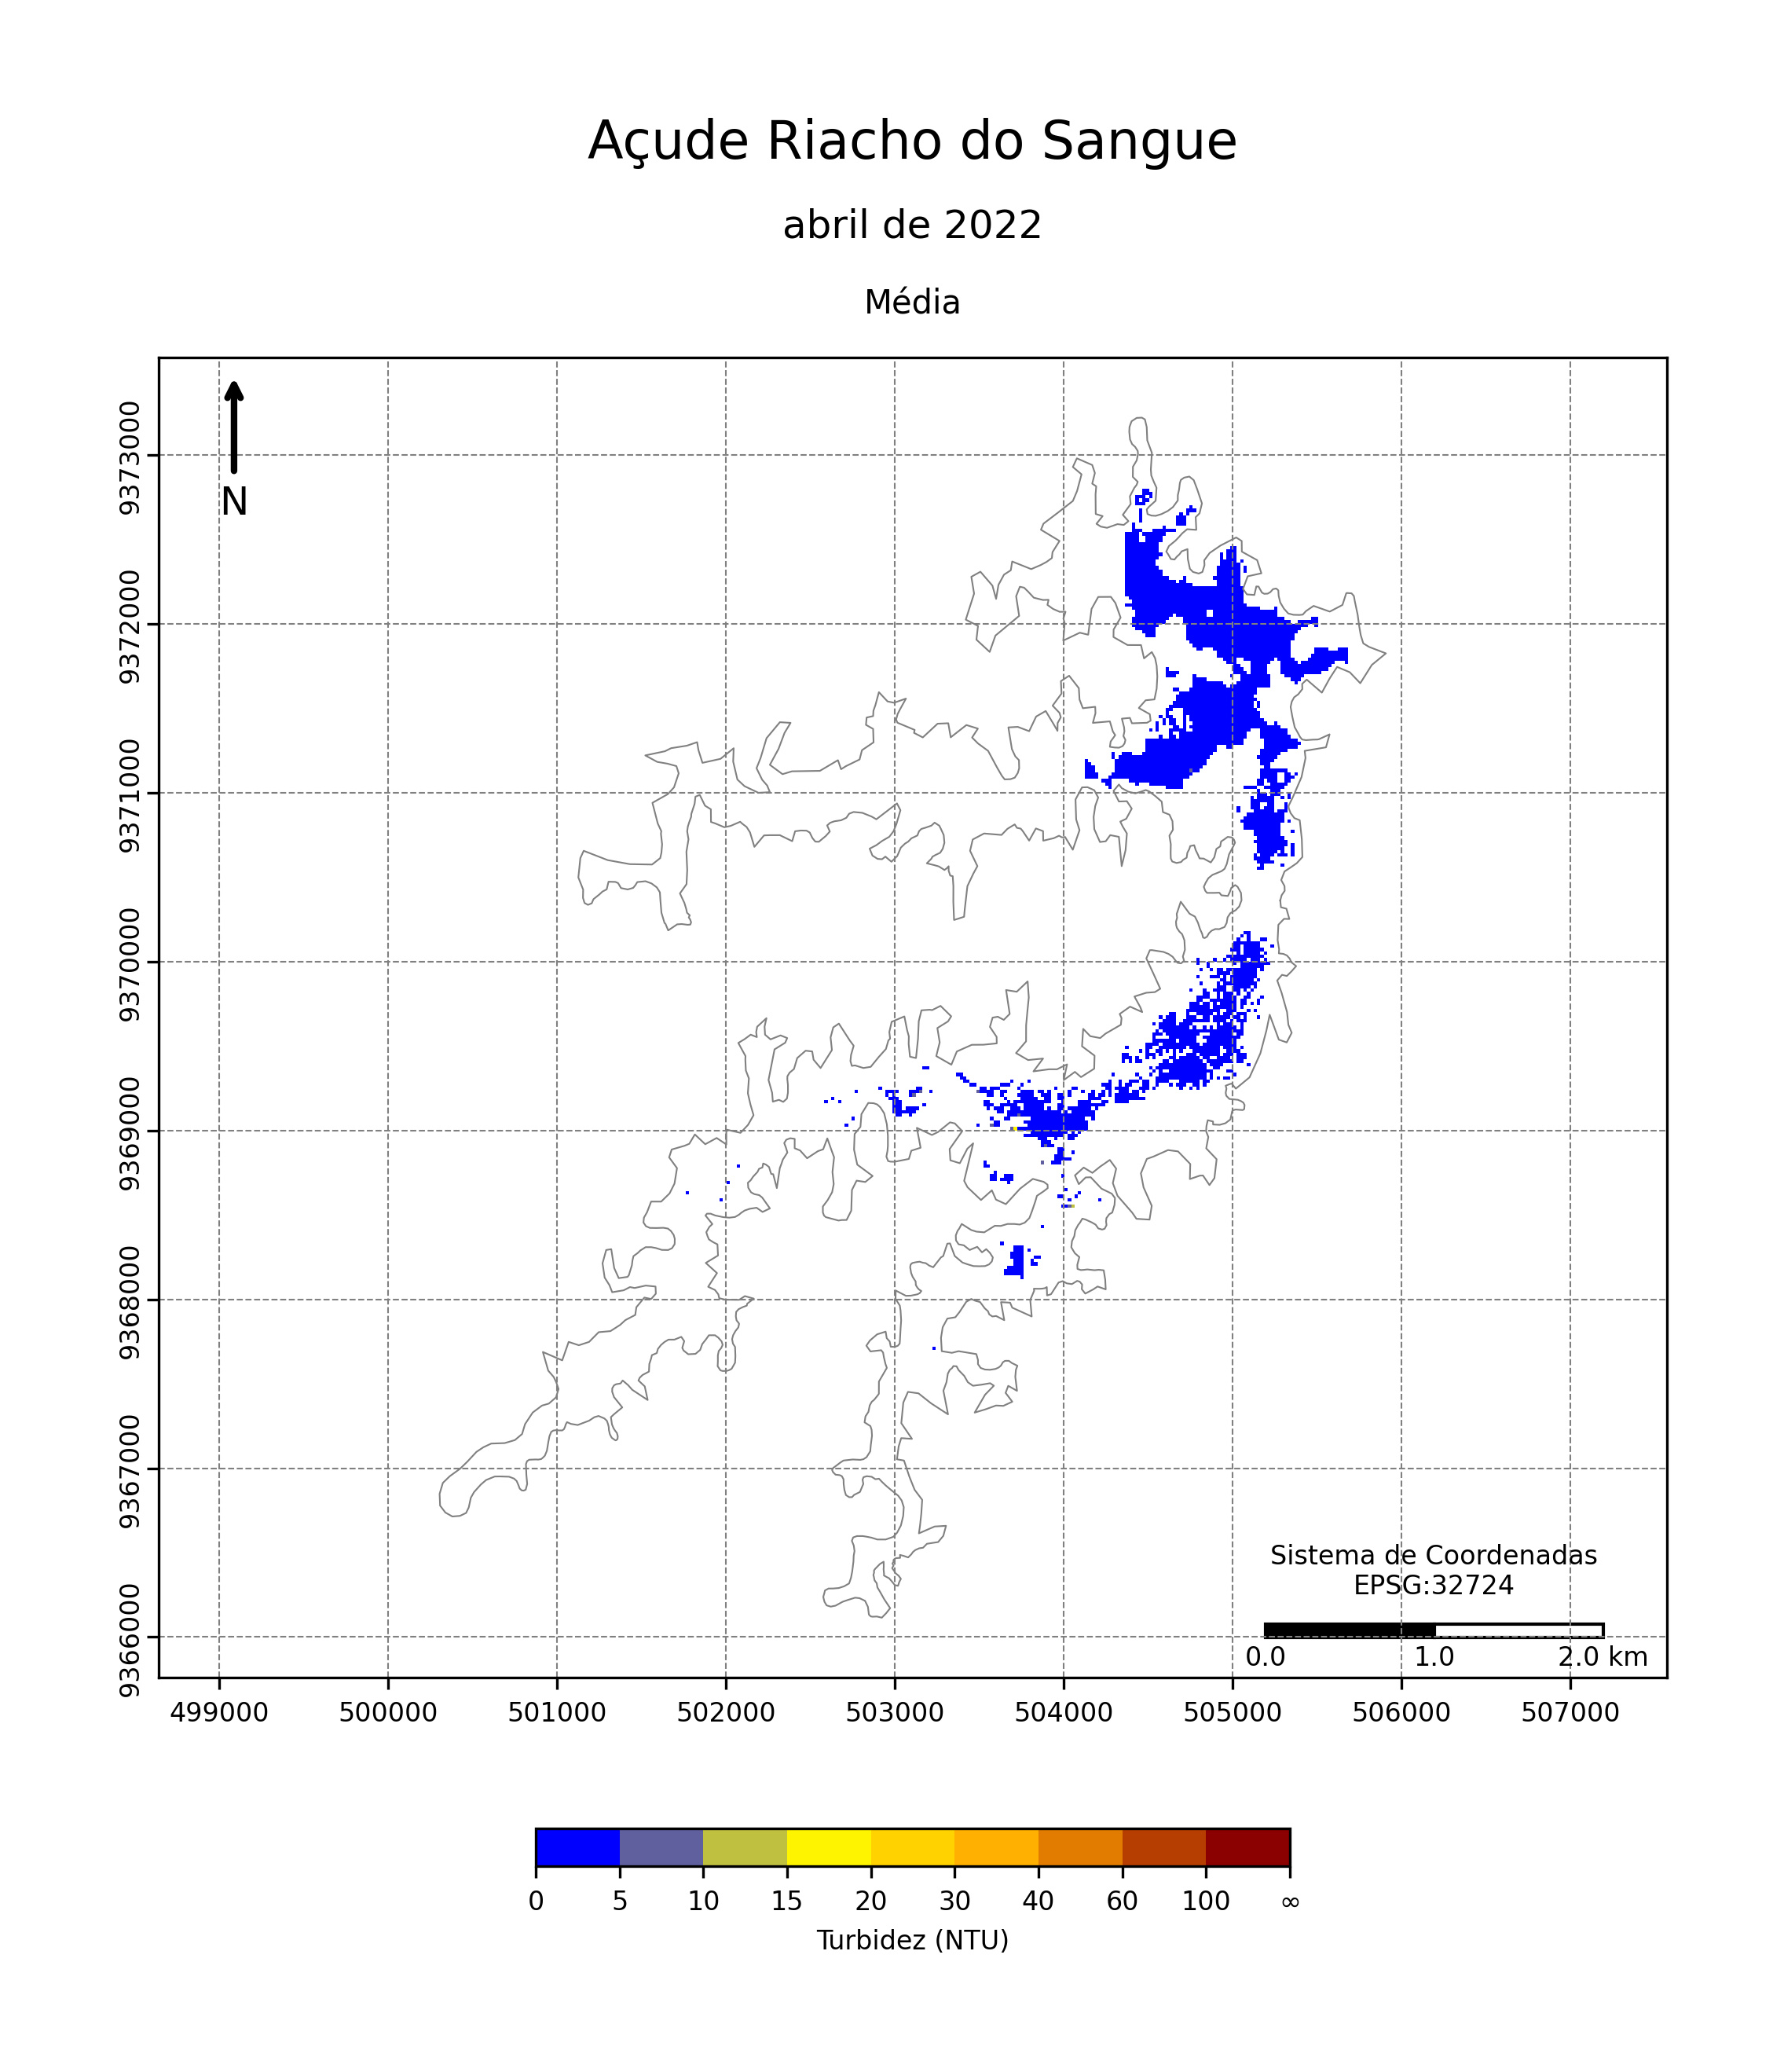 Açude Riacho do Sangue
abril de 2022
Média
N
9373000
9372000
9371000
9370000
9369000
9368000
9367000
9366000
Sistema de Coordenadas
EPSG:32724
0.0 1.0 2.0 km
499000 500000 501000 502000 503000 504000 505000 506000 507000
0 5 10 15 20 30 40 60 100 ∞
Turbidez (NTU)